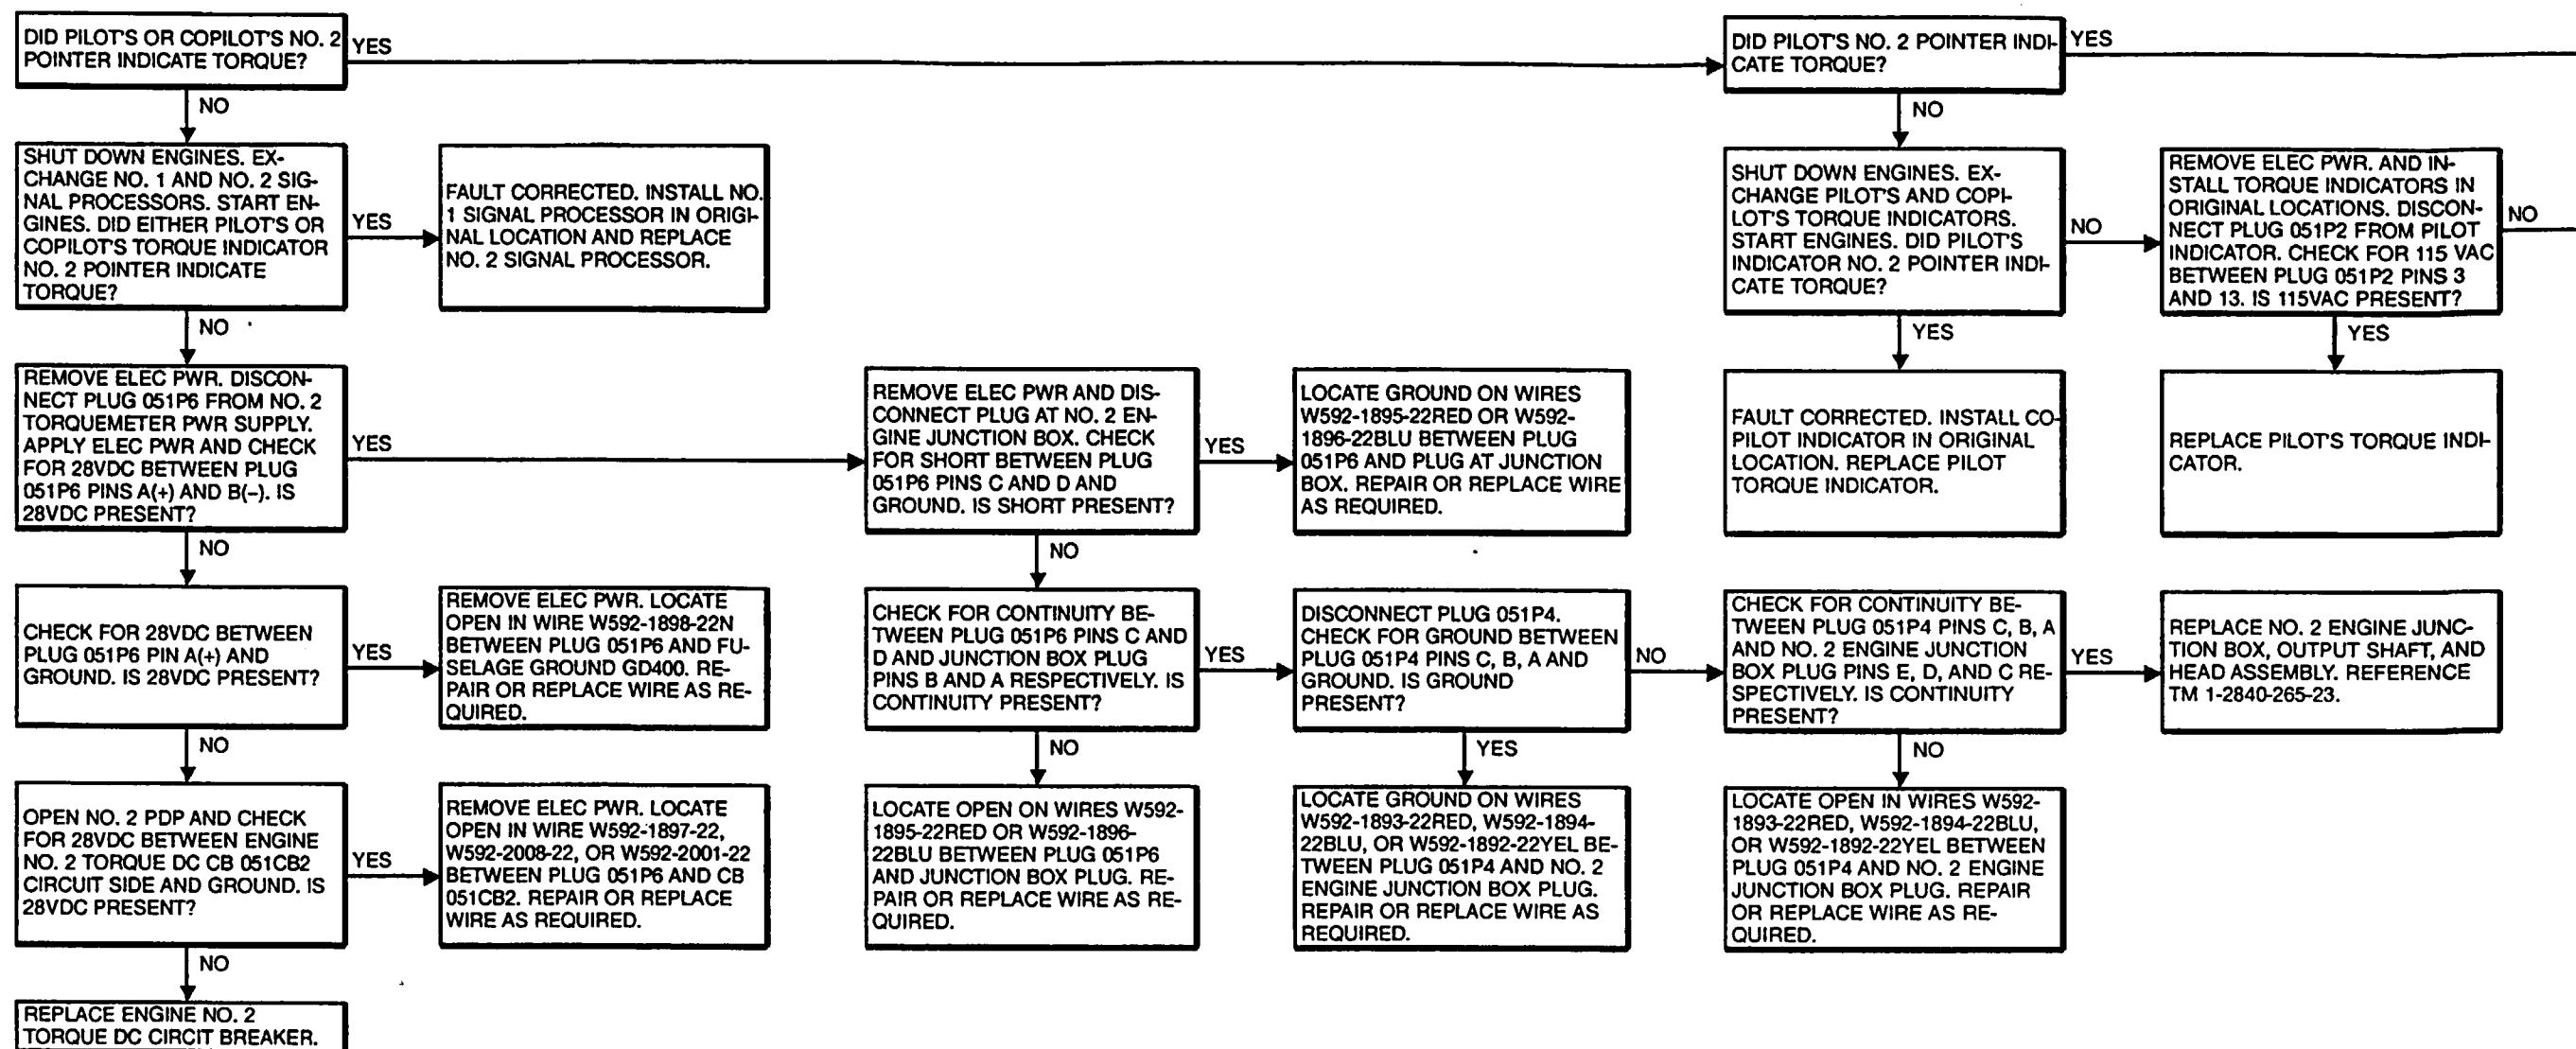 DID PILOT'S OR COPILOT'S NO. 2
POINTER INDICATE TORQUE?
YES
DID PILOT'S NO. 2 POINTER INDI-
CATE TORQUE?
YES
NO
NO
SHUT DOWN ENGINES. EX-
CHANGE NO. 1 AND NO. 2 SIG-
NAL PROCESSORS. START EN-
GINES. DID EITHER PILOT'S OR
COPILOT'S TORQUE INDICATOR
NO. 2 POINTER INDICATE
TORQUE?
YES
FAULT CORRECTED. INSTALL NO.
1 SIGNAL PROCESSOR IN ORIGI-
NAL LOCATION AND REPLACE
NO. 2 SIGNAL PROCESSOR.
SHUT DOWN ENGINES. EX-
CHANGE PILOT'S AND COPI-
LOT'S TORQUE INDICATORS.
START ENGINES. DID PILOT'S
INDICATOR NO. 2 POINTER INDI-
CATE TORQUE?
NO
REMOVE ELEC PWR. AND IN-
STALL TORQUE INDICATORS IN
ORIGINAL LOCATIONS. DISCON-
NECT PLUG 051P2 FROM PILOT
INDICATOR. CHECK FOR 115 VAC
BETWEEN PLUG 051P2 PINS 3
AND 13. IS 115VAC PRESENT?
NO
NO
YES
YES
REMOVE ELEC PWR. DISCON-
NECT PLUG 051P6 FROM NO. 2
TORQUEMETER PWR SUPPLY.
APPLY ELEC PWR AND CHECK
FOR 28VDC BETWEEN PLUG
051P6 PINS A(+) AND B(-). IS
28VDC PRESENT?
YES
REMOVE ELEC PWR AND DIS-
CONNECT PLUG AT NO. 2 EN-
GINE JUNCTION BOX. CHECK
FOR SHORT BETWEEN PLUG
051P6 PINS C AND D AND
GROUND. IS SHORT PRESENT?
YES
LOCATE GROUND ON WIRES
W592-1895-22RED OR W592-
1896-22BLU BETWEEN PLUG
051P6 AND PLUG AT JUNCTION
BOX. REPAIR OR REPLACE WIRE
AS REQUIRED.
FAULT CORRECTED. INSTALL CO-
PILOT INDICATOR IN ORIGINAL
LOCATION. REPLACE PILOT
TORQUE INDICATOR.
REPLACE PILOT'S TORQUE INDI-
CATOR.
NO
NO
CHECK FOR 28VDC BETWEEN
PLUG 051P6 PIN A(+) AND
GROUND. IS 28VDC PRESENT?
YES
REMOVE ELEC PWR. LOCATE
OPEN IN WIRE W592-1898-22N
BETWEEN PLUG 051P6 AND FU-
SELAGE GROUND GD400. RE-
PAIR OR REPLACE WIRE AS RE-
QUIRED.
CHECK FOR CONTINUITY BE-
TWEEN PLUG 051P6 PINS C AND
D AND JUNCTION BOX PLUG
PINS B AND A RESPECTIVELY. IS
CONTINUITY PRESENT?
YES
DISCONNECT PLUG 051P4.
CHECK FOR GROUND BETWEEN
PLUG 051P4 PINS C, B, A AND
GROUND. IS GROUND
PRESENT?
NO
CHECK FOR CONTINUITY BE-
TWEEN PLUG 051P4 PINS C, B, A
AND NO. 2 ENGINE JUNCTION
BOX PLUG PINS E, D, AND C RE-
SPECTIVELY. IS CONTINUITY
PRESENT?
YES
REPLACE NO. 2 ENGINE JUNC-
TION BOX, OUTPUT SHAFT, AND
HEAD ASSEMBLY. REFERENCE
TM 1-2840-265-23.
NO
NO
YES
NO
OPEN NO. 2 PDP AND CHECK
FOR 28VDC BETWEEN ENGINE
NO. 2 TORQUE DC CB 051CB2
CIRCUIT SIDE AND GROUND. IS
28VDC PRESENT?
YES
REMOVE ELEC PWR. LOCATE
OPEN IN WIRE W592-1897-22,
W592-2008-22, OR W592-2001-22
BETWEEN PLUG 051P6 AND CB
051CB2. REPAIR OR REPLACE
WIRE AS REQUIRED.
LOCATE OPEN ON WIRES W592-
1895-22RED OR W592-1896-
22BLU BETWEEN PLUG 051P6
AND JUNCTION BOX PLUG. RE-
PAIR OR REPLACE WIRE AS RE-
QUIRED.
LOCATE GROUND ON WIRES
W592-1893-22RED, W592-1894-
22BLU, OR W592-1892-22YEL BE-
TWEEN PLUG 051P4 AND NO. 2
ENGINE JUNCTION BOX PLUG.
REPAIR OR REPLACE WIRE AS
REQUIRED.
LOCATE OPEN IN WIRES W592-
1893-22RED, W592-1894-22BLU,
OR W592-1892-22YEL BETWEEN
PLUG 051P4 AND NO. 2 ENGINE
JUNCTION BOX PLUG. REPAIR
OR REPLACE WIRE AS RE-
QUIRED.
NO
REPLACE ENGINE NO. 2
TORQUE DC CIRCIT BREAKER.